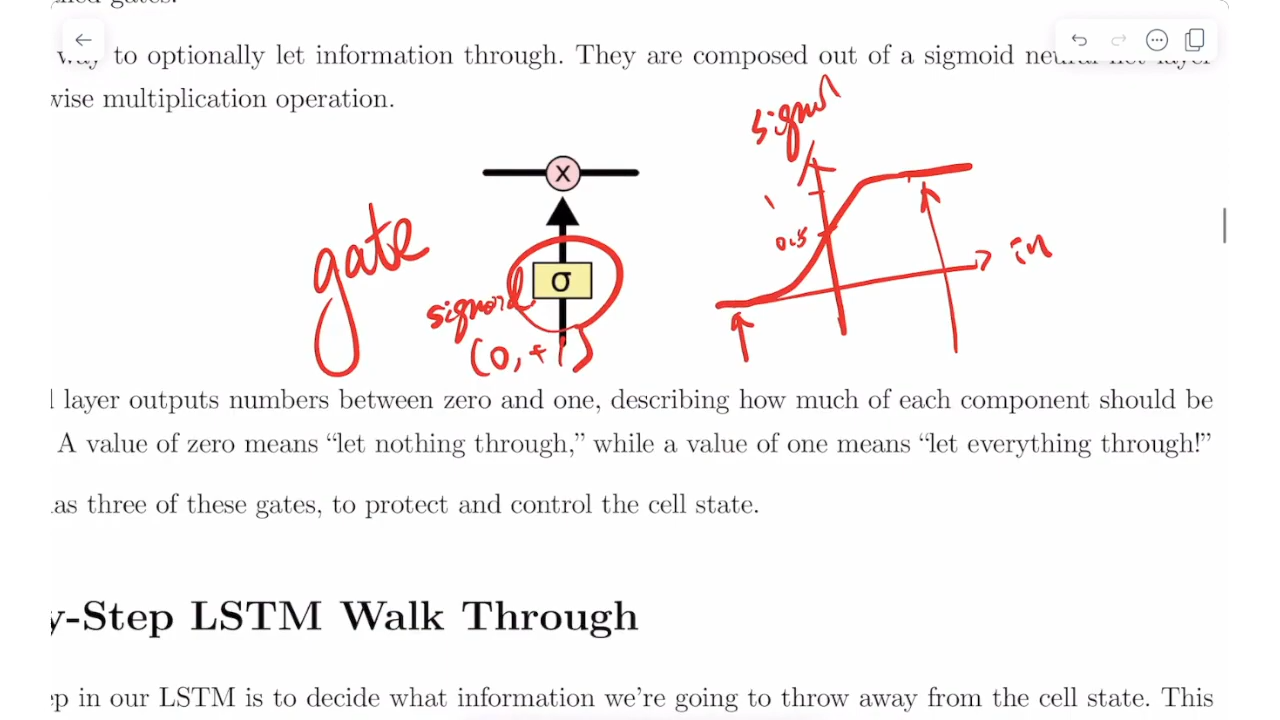 way to optionally let information through. They are composed out of a sigmoid neural net layer
wise multiplication operation.
sigm
X
gate
0.5
in
σ
sigmoid
(0, +1)
l layer outputs numbers between zero and one, describing how much of each component should be
A value of zero means “let nothing through,” while a value of one means “let everything through!”
as three of these gates, to protect and control the cell state.
y-Step LSTM Walk Through
ep in our LSTM is to decide what information we’re going to throw away from the cell state. This